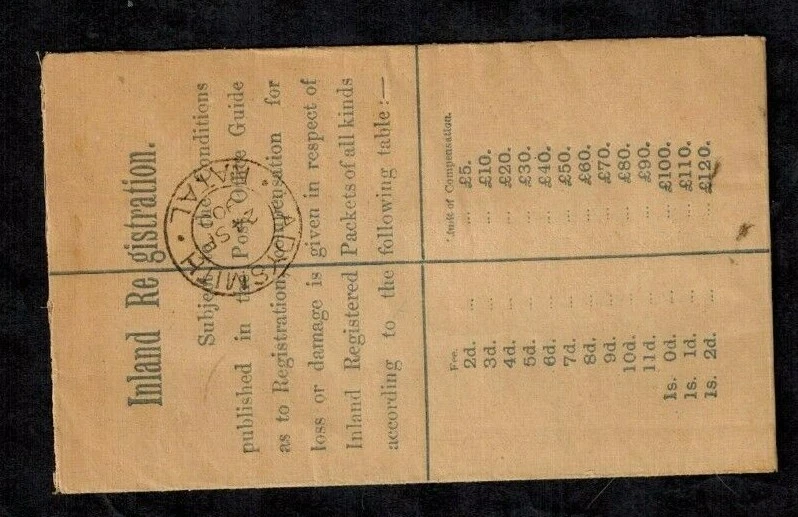 Inland Registration.
Subject to the Conditions
published in the Post Office Guide
as to Registration, compensation for
loss or damage is given in respect of
Inland Registered Packets of all kinds
according to the following table:—
Fee. Limit of Compensation.
2d. ... ... £5.
3d. ... ... £10.
4d. ... ... £20.
5d. ... ... £30.
6d. ... ... £40.
7d. ... ... £50.
8d. ... ... £60.
9d. ... ... £70.
10d. ... ... £80.
11d. ... ... £90.
1s. 0d. ... ... £100.
1s. 1d. ... ... £110.
1s. 2d. ... ... £120.
LADYSMITH · NATAL ·